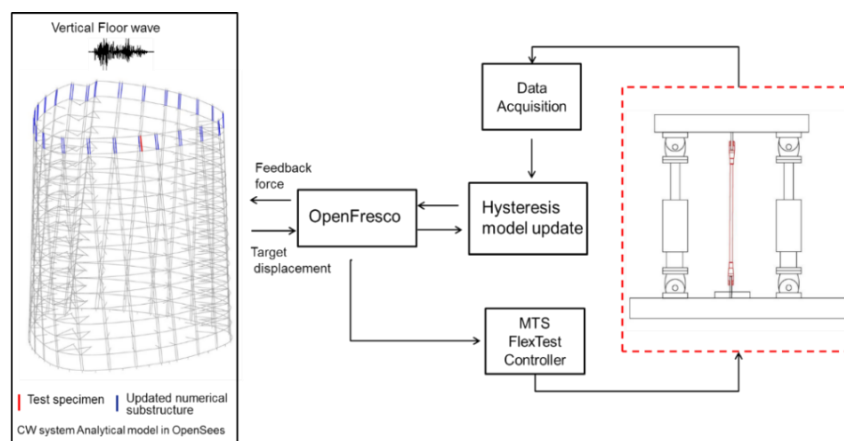 Vertical Floor wave
Data
Acquisition
Feedback
force
OpenFresco
Hysteresis
model update
Target
displacement
MTS
FlexTest
Controller
Test specimen
Updated numerical
substructure
CW system Analytical model in OpenSees